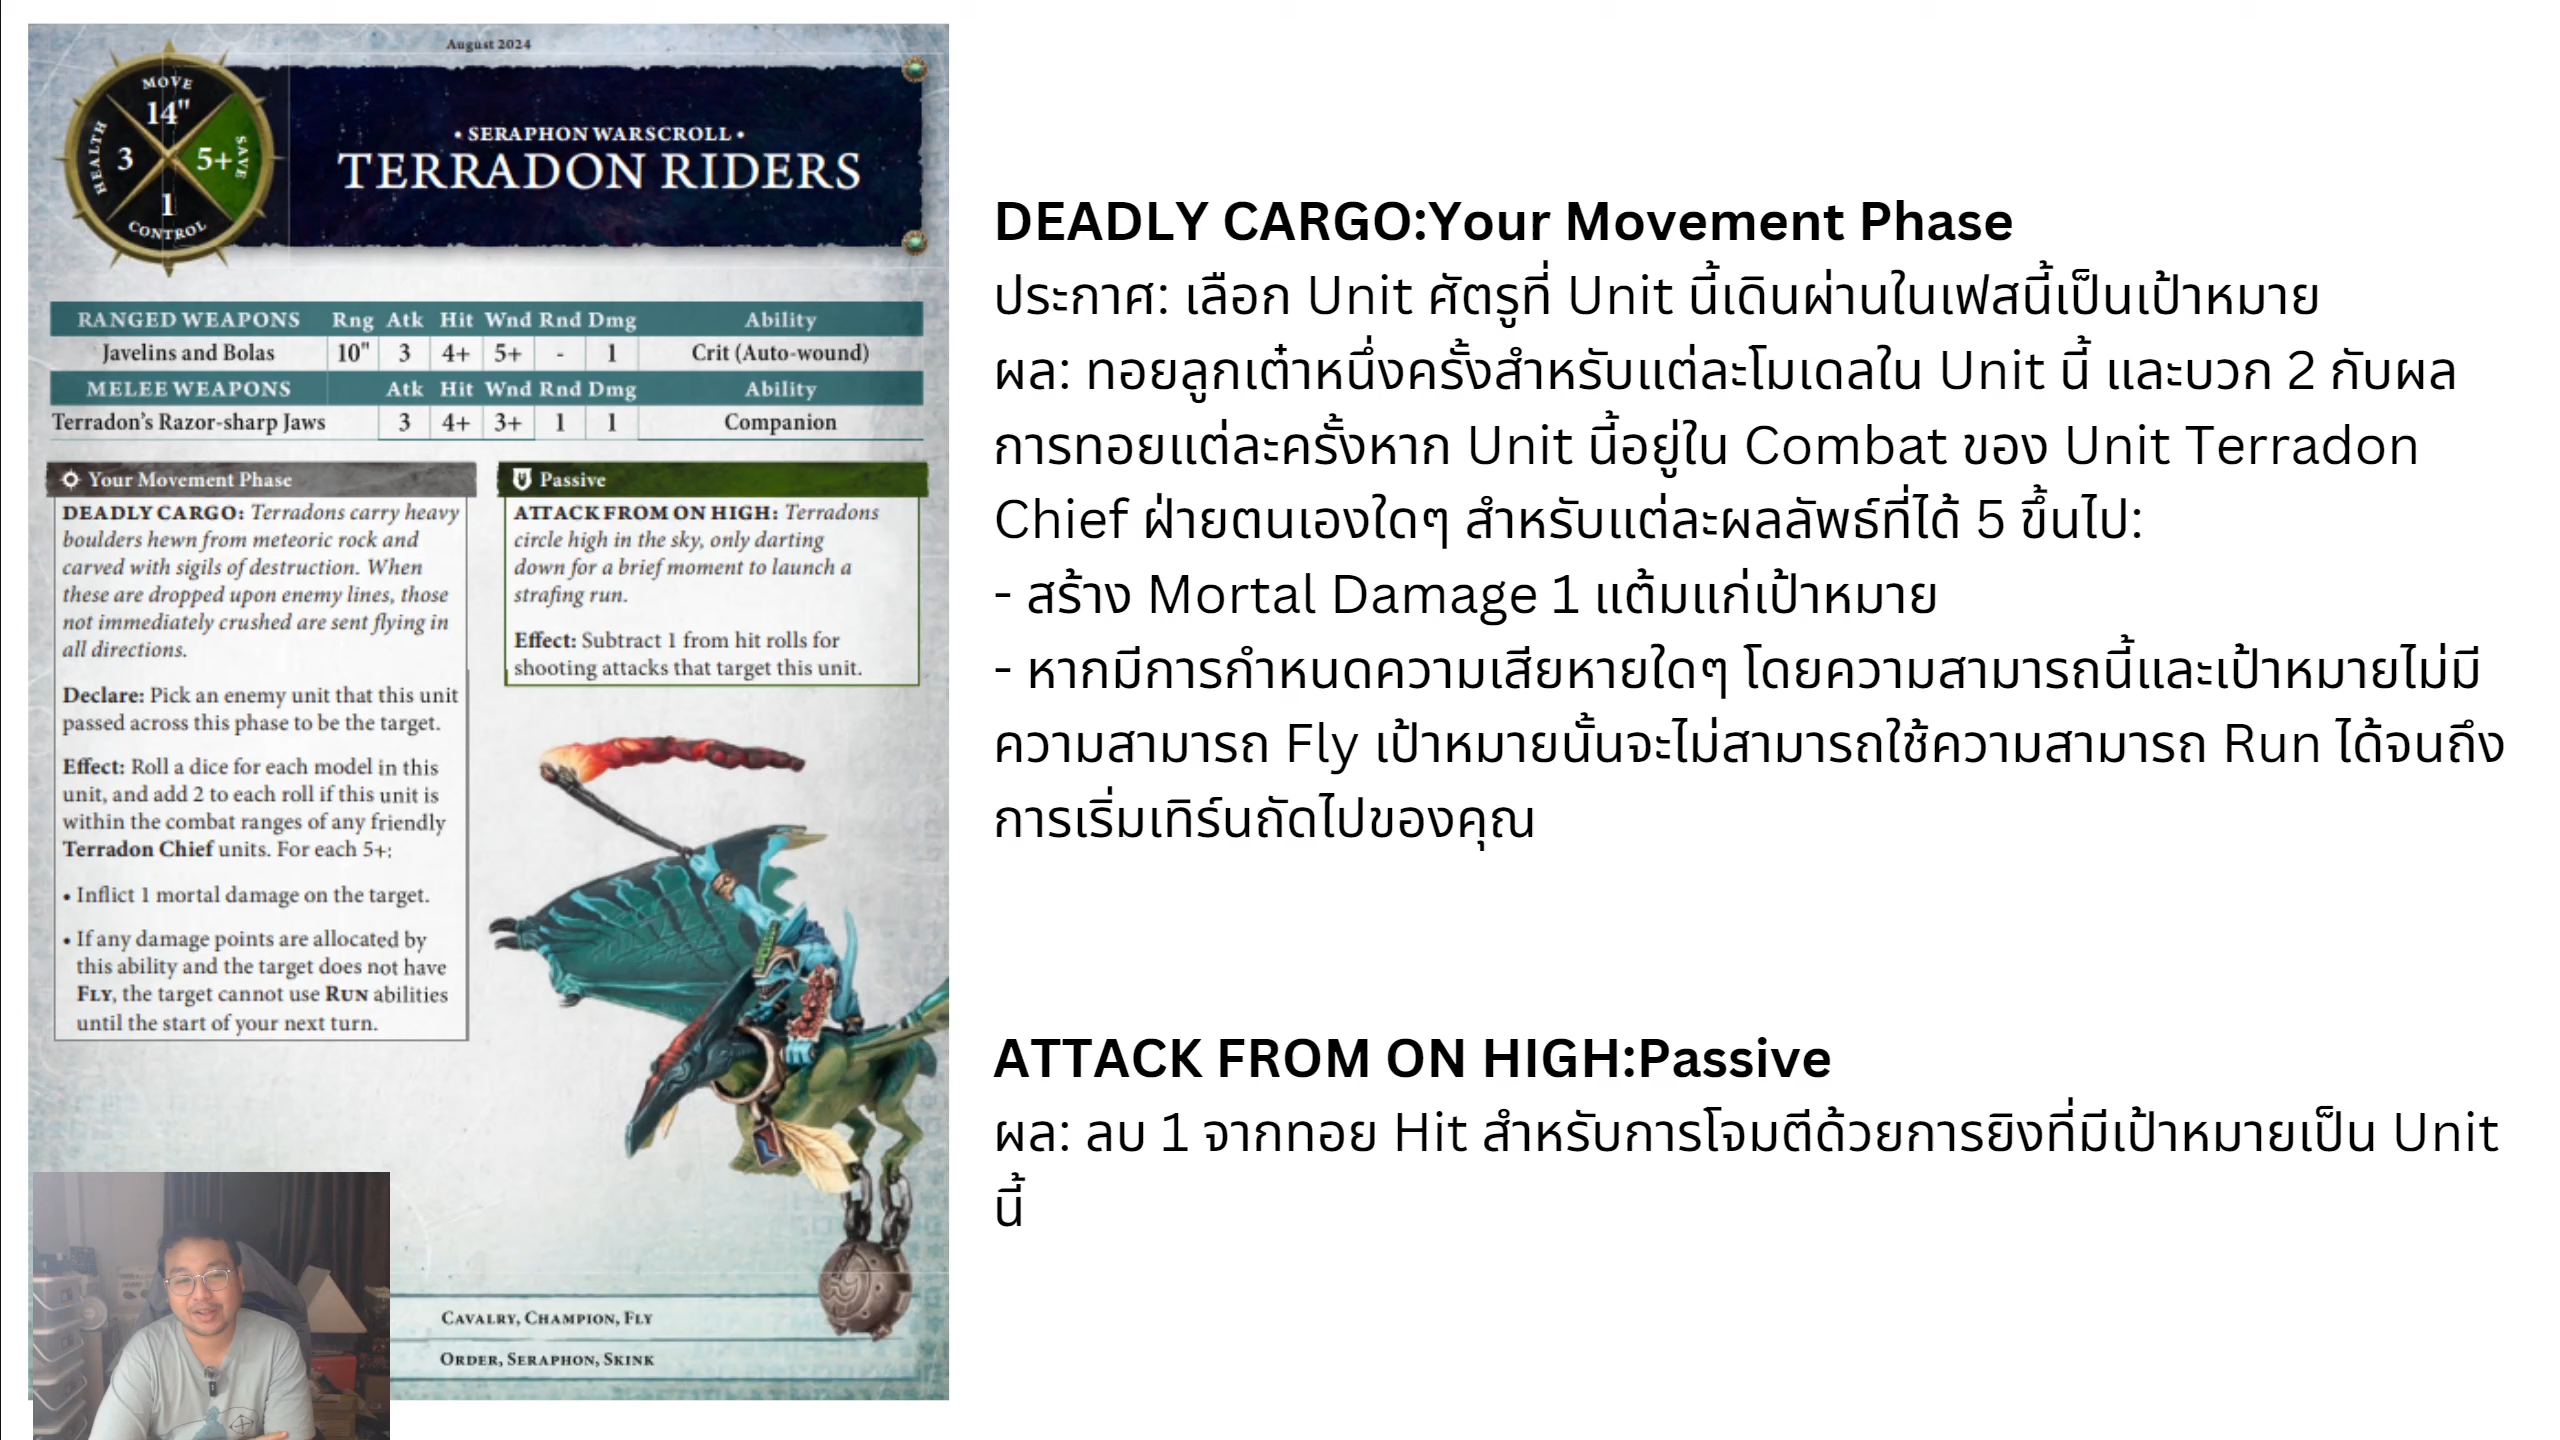 August 2024
MOVE
14"
HEALTH
3
5+
SAVE
1
CONTROL
• SERAPHON WARSCROLL •
TERRADON RIDERS
RANGED WEAPONS Rng Atk Hit Wnd Rnd Dmg Ability
Javelins and Bolas 10" 3 4+ 5+ - 1 Crit (Auto-wound)
MELEE WEAPONS Atk Hit Wnd Rnd Dmg Ability
Terradon's Razor-sharp Jaws 3 4+ 3+ 1 1 Companion
Your Movement Phase
DEADLY CARGO: Terradons carry heavy
boulders hewn from meteoric rock and
carved with sigils of destruction. When
these are dropped upon enemy lines, those
not immediately crushed are sent flying in
all directions.
Declare: Pick an enemy unit that this unit
passed across this phase to be the target.
Effect: Roll a dice for each model in this
unit, and add 2 to each roll if this unit is
within the combat ranges of any friendly
Terradon Chief units. For each 5+:
• Inflict 1 mortal damage on the target.
• If any damage points are allocated by
this ability and the target does not have
FLY, the target cannot use RUN abilities
until the start of your next turn.
Passive
ATTACK FROM ON HIGH: Terradons
circle high in the sky, only darting
down for a brief moment to launch a
strafing run.
Effect: Subtract 1 from hit rolls for
shooting attacks that target this unit.
CAVALRY, CHAMPION, FLY
ORDER, SERAPHON, SKINK
DEADLY CARGO:Your Movement Phase
ประกาศ: เลือก Unit ศัตรูที่ Unit นี้เดินผ่านในเฟสนี้เป็นเป้าหมาย
ผล: ทอยลูกเต๋าหนึ่งครั้งสำหรับแต่ละโมเดลใน Unit นี้ และบวก 2 กับผล
การทอยแต่ละครั้งหาก Unit นี้อยู่ใน Combat ของ Unit Terradon
Chief ฝ่ายตนเองใดๆ สำหรับแต่ละผลลัพธ์ที่ได้ 5 ขึ้นไป:
- สร้าง Mortal Damage 1 แต้มแก่เป้าหมาย
- หากมีการกำหนดความเสียหายใดๆ โดยความสามารถนี้และเป้าหมายไม่มี
ความสามารถ Fly เป้าหมายนั้นจะไม่สามารถใช้ความสามารถ Run ได้จนถึง
การเริ่มเทิร์นถัดไปของคุณ
ATTACK FROM ON HIGH:Passive
ผล: ลบ 1 จากทอย Hit สำหรับการโจมตีด้วยการยิงที่มีเป้าหมายเป็น Unit
นี้